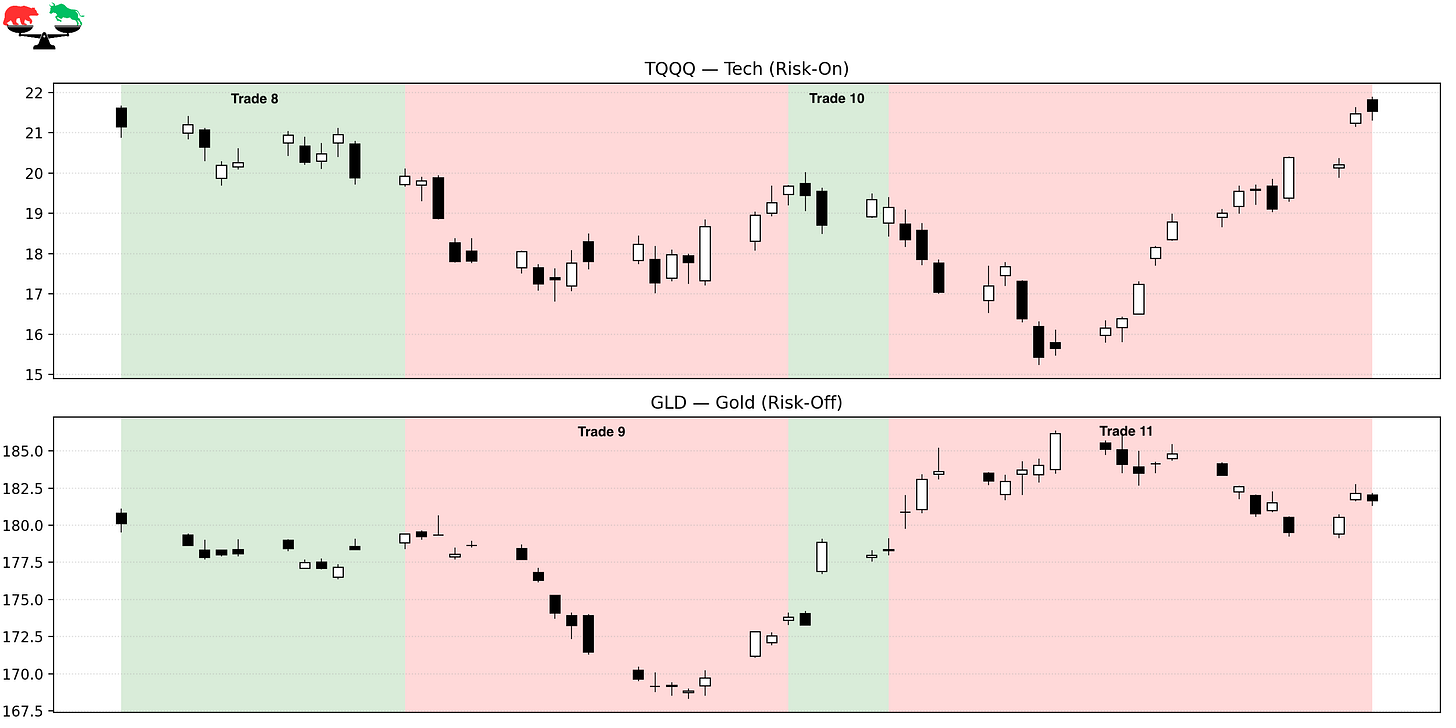 TQQQ — Tech (Risk-On)
22
Trade 8
Trade 10
21
20
19
18
17
16
15
GLD — Gold (Risk-Off)
Trade 9
Trade 11
185.0
182.5
180.0
177.5
175.0
172.5
170.0
167.5